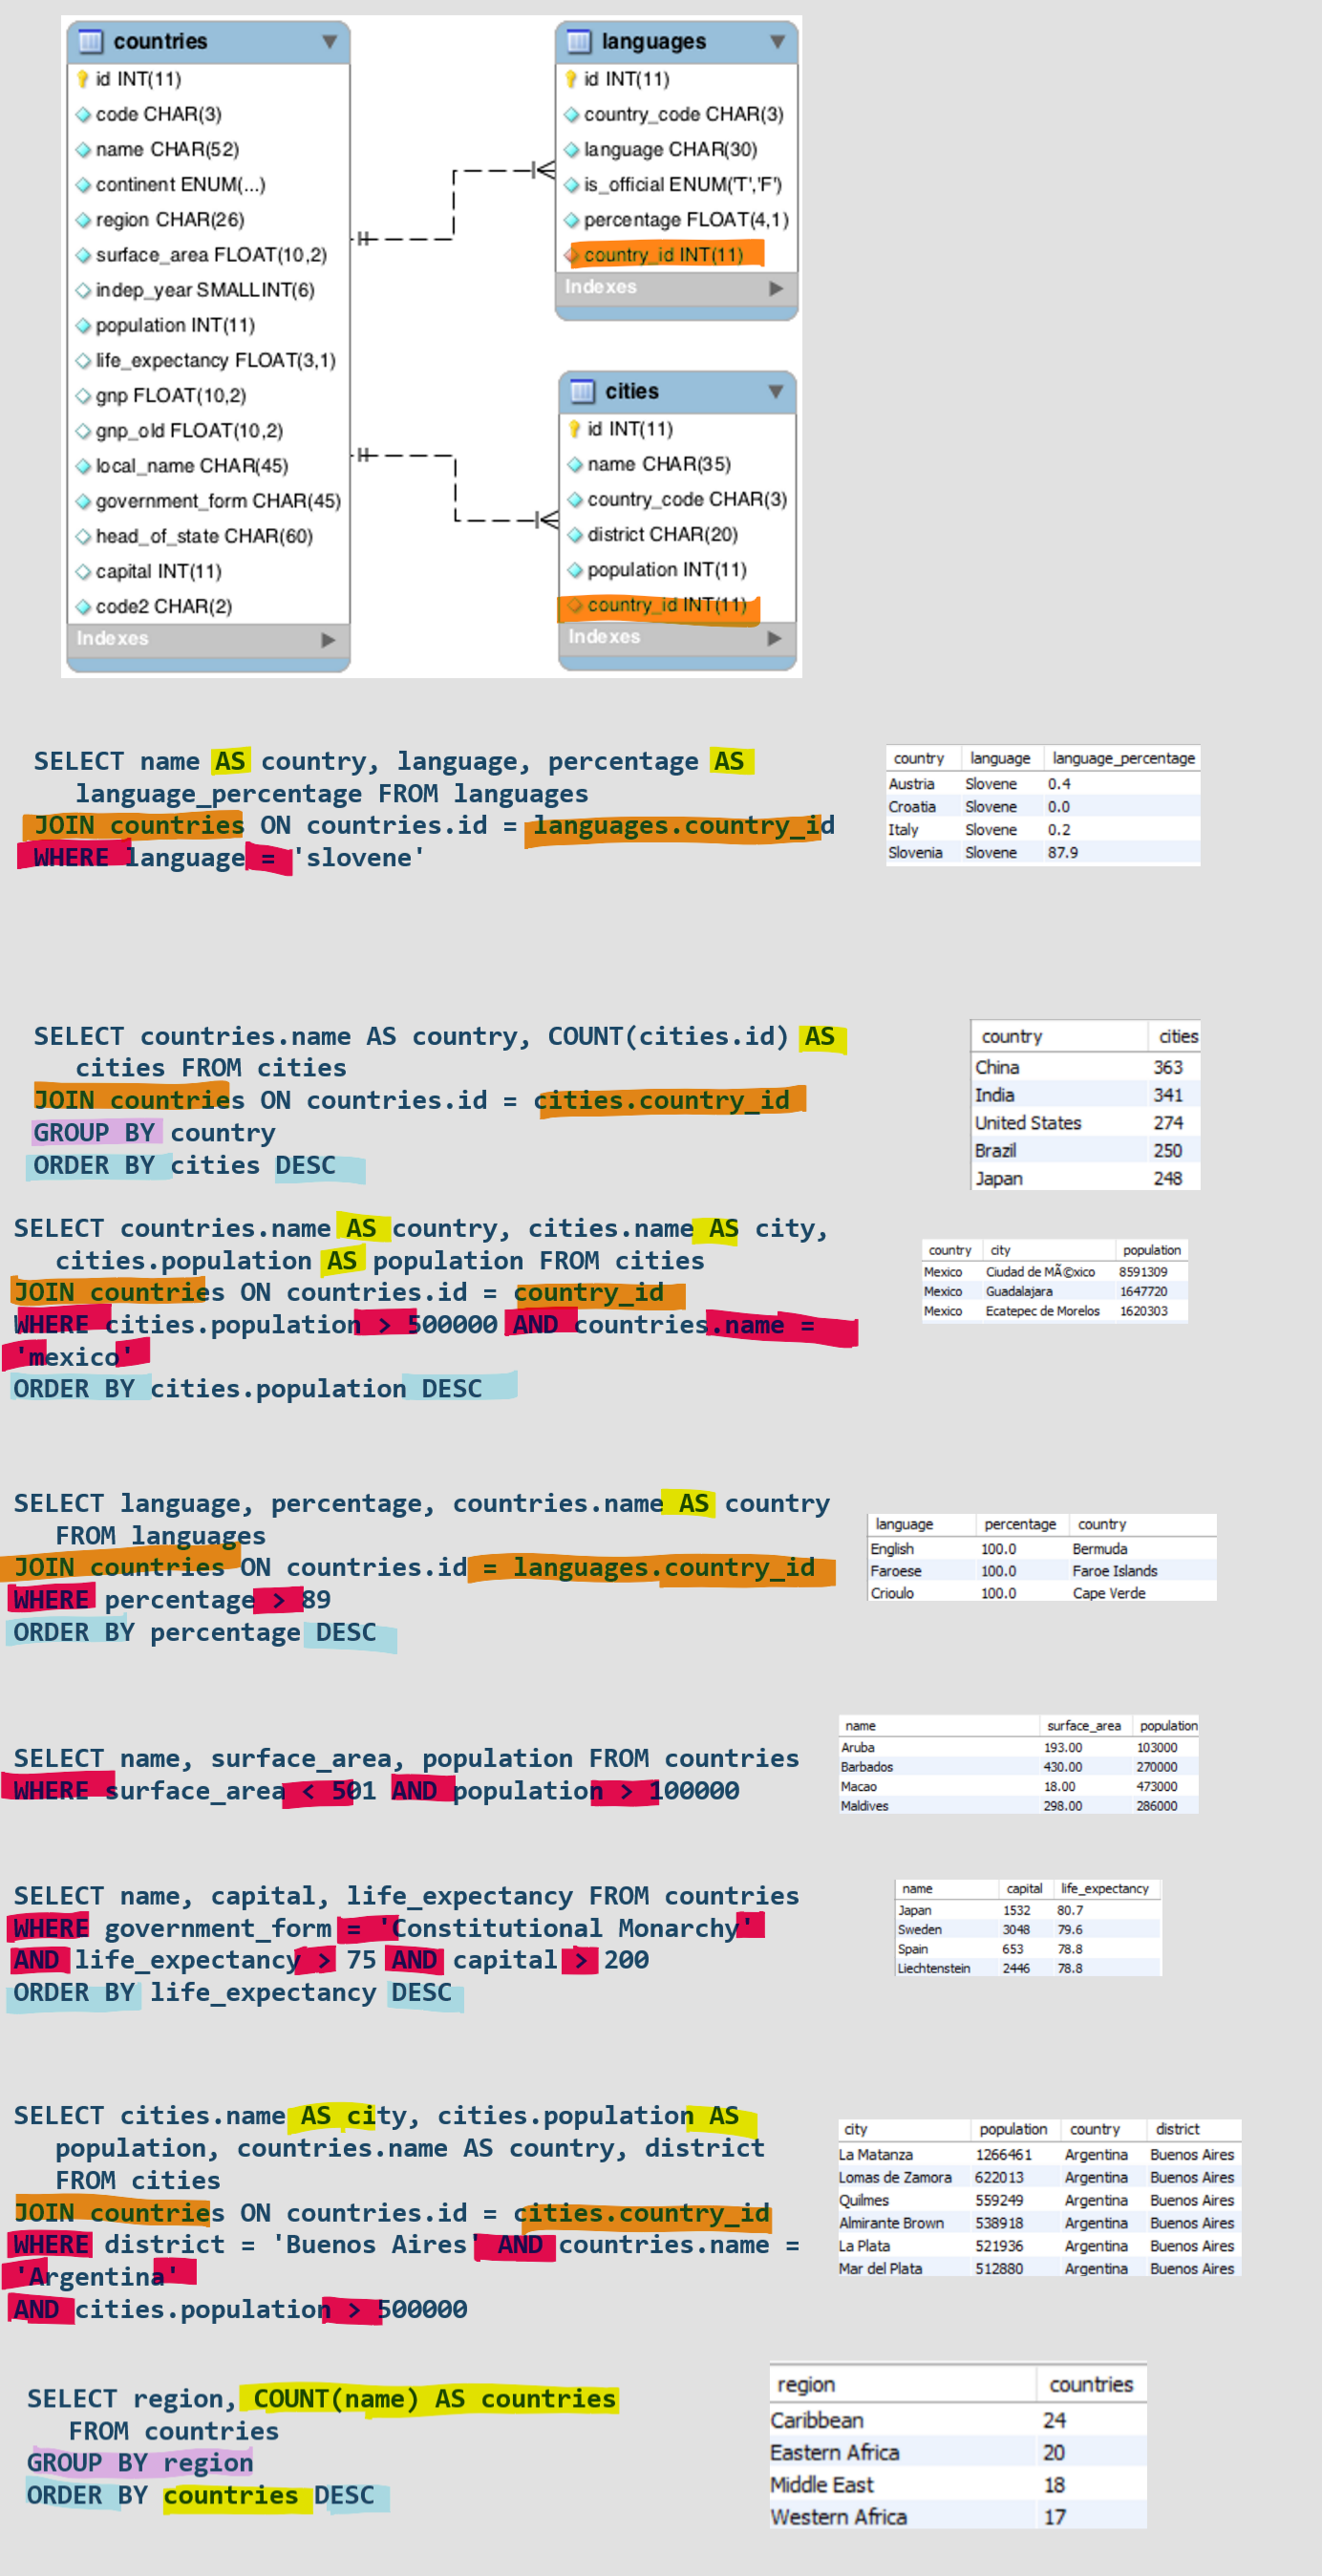 countries
id INT(11)
code CHAR(3)
name CHAR(52)
continent ENUM(...)
region CHAR(26)
surface_area FLOAT(10,2)
indep_year SMALLINT(6)
population INT(11)
life_expectancy FLOAT(3,1)
gnp FLOAT(10,2)
gnp_old FLOAT(10,2)
local_name CHAR(45)
government_form CHAR(45)
head_of_state CHAR(60)
capital INT(11)
code2 CHAR(2)
Indexes
languages
id INT(11)
country_code CHAR(3)
language CHAR(30)
is_official ENUM('T','F')
percentage FLOAT(4,1)
country_id INT(11)
Indexes
cities
id INT(11)
name CHAR(35)
country_code CHAR(3)
district CHAR(20)
population INT(11)
country_id INT(11)
Indexes
SELECT name AS country, language, percentage AS
language_percentage FROM languages
JOIN countries ON countries.id = languages.country_id
WHERE language = 'slovene'
country language language_percentage
Austria Slovene 0.4
Croatia Slovene 0.0
Italy Slovene 0.2
Slovenia Slovene 87.9
SELECT countries.name AS country, COUNT(cities.id) AS
cities FROM cities
JOIN countries ON countries.id = cities.country_id
GROUP BY country
ORDER BY cities DESC
country cities
China 363
India 341
United States 274
Brazil 250
Japan 248
SELECT countries.name AS country, cities.name AS city,
cities.population AS population FROM cities
JOIN countries ON countries.id = country_id
WHERE cities.population > 500000 AND countries.name =
'mexico'
ORDER BY cities.population DESC
country city population
Mexico Ciudad de MÃ©xico 8591309
Mexico Guadalajara 1647720
Mexico Ecatepec de Morelos 1620303
SELECT language, percentage, countries.name AS country
FROM languages
JOIN countries ON countries.id = languages.country_id
WHERE percentage > 89
ORDER BY percentage DESC
language percentage country
English 100.0 Bermuda
Faroese 100.0 Faroe Islands
Crioulo 100.0 Cape Verde
SELECT name, surface_area, population FROM countries
WHERE surface_area < 501 AND population > 100000
name surface_area population
Aruba 193.00 103000
Barbados 430.00 270000
Macao 18.00 473000
Maldives 298.00 286000
SELECT name, capital, life_expectancy FROM countries
WHERE government_form = 'Constitutional Monarchy'
AND life_expectancy > 75 AND capital > 200
ORDER BY life_expectancy DESC
name capital life_expectancy
Japan 1532 80.7
Sweden 3048 79.6
Spain 653 78.8
Liechtenstein 2446 78.8
SELECT cities.name AS city, cities.population AS
population, countries.name AS country, district
FROM cities
JOIN countries ON countries.id = cities.country_id
WHERE district = 'Buenos Aires' AND countries.name =
'Argentina'
AND cities.population > 500000
city population country district
La Matanza 1266461 Argentina Buenos Aires
Lomas de Zamora 622013 Argentina Buenos Aires
Quilmes 559249 Argentina Buenos Aires
Almirante Brown 538918 Argentina Buenos Aires
La Plata 521936 Argentina Buenos Aires
Mar del Plata 512880 Argentina Buenos Aires
SELECT region, COUNT(name) AS countries
FROM countries
GROUP BY region
ORDER BY countries DESC
region countries
Caribbean 24
Eastern Africa 20
Middle East 18
Western Africa 17